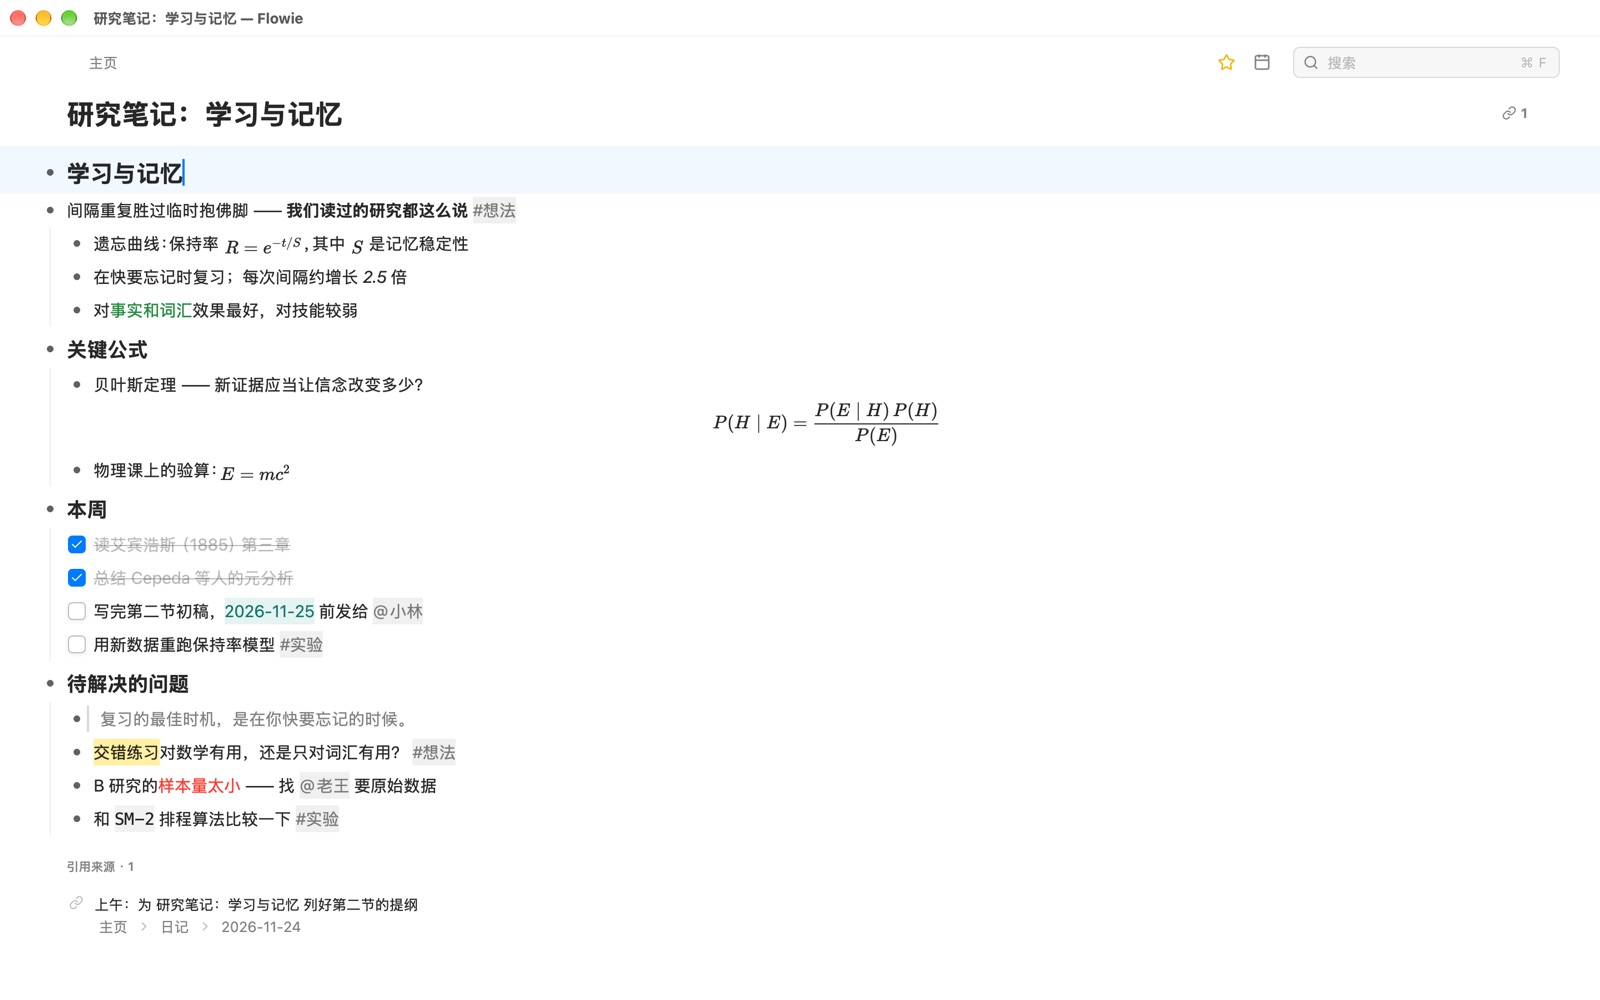 研究笔记：学习与记忆 — Flowie
主页
搜索 ⌘ F
研究笔记：学习与记忆
1
学习与记忆
间隔重复胜过临时抱佛脚 —— 我们读过的研究都这么说 #想法
遗忘曲线：保持率 R = e^{-t/S}，其中 S 是记忆稳定性
在快要忘记时复习；每次间隔约增长 2.5 倍
对事实和词汇效果最好，对技能较弱
关键公式
贝叶斯定理 —— 新证据应当让信念改变多少？
P(H | E) = \frac{P(E | H) P(H)}{P(E)}
物理课上的验算：E = mc²
本周
读艾宾浩斯（1885）第三章
总结 Cepeda 等人的元分析
写完第二节初稿，2026-11-25 前发给 @小林
用新数据重跑保持率模型 #实验
待解决的问题
复习的最佳时机，是在你快要忘记的时候。
交错练习对数学有用，还是只对词汇有用？ #想法
B 研究的样本量太小 —— 找 @老王 要原始数据
和 SM-2 排程算法比较一下 #实验
引用来源 · 1
上午：为 研究笔记：学习与记忆 列好第二节的提纲
主页 > 日记 > 2026-11-24